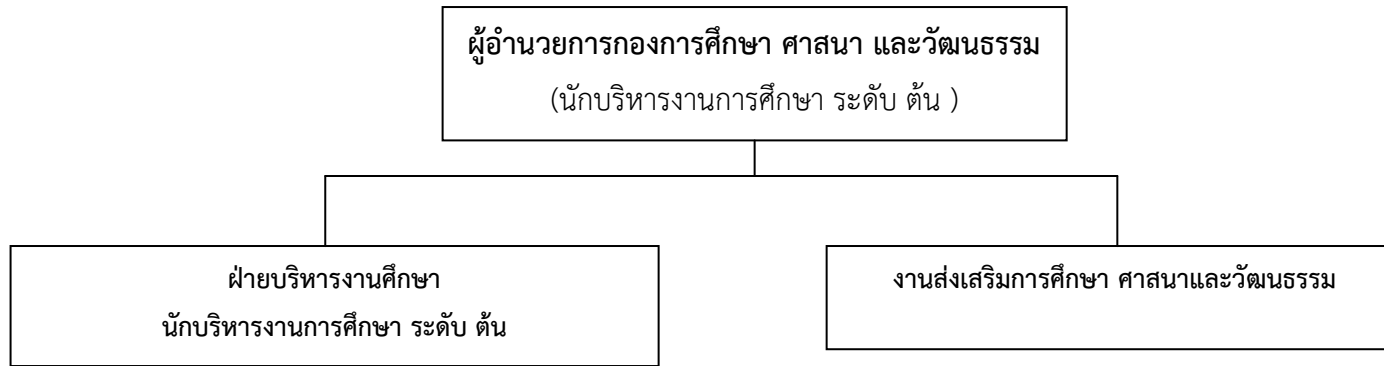 ผู้อำนวยการกองการศึกษา ศาสนา และวัฒนธรรม
(นักบริหารงานการศึกษา ระดับ ต้น )
ฝ่ายบริหารงานศึกษา
นักบริหารงานการศึกษา ระดับ ต้น
งานส่งเสริมการศึกษา ศาสนาและวัฒนธรรม